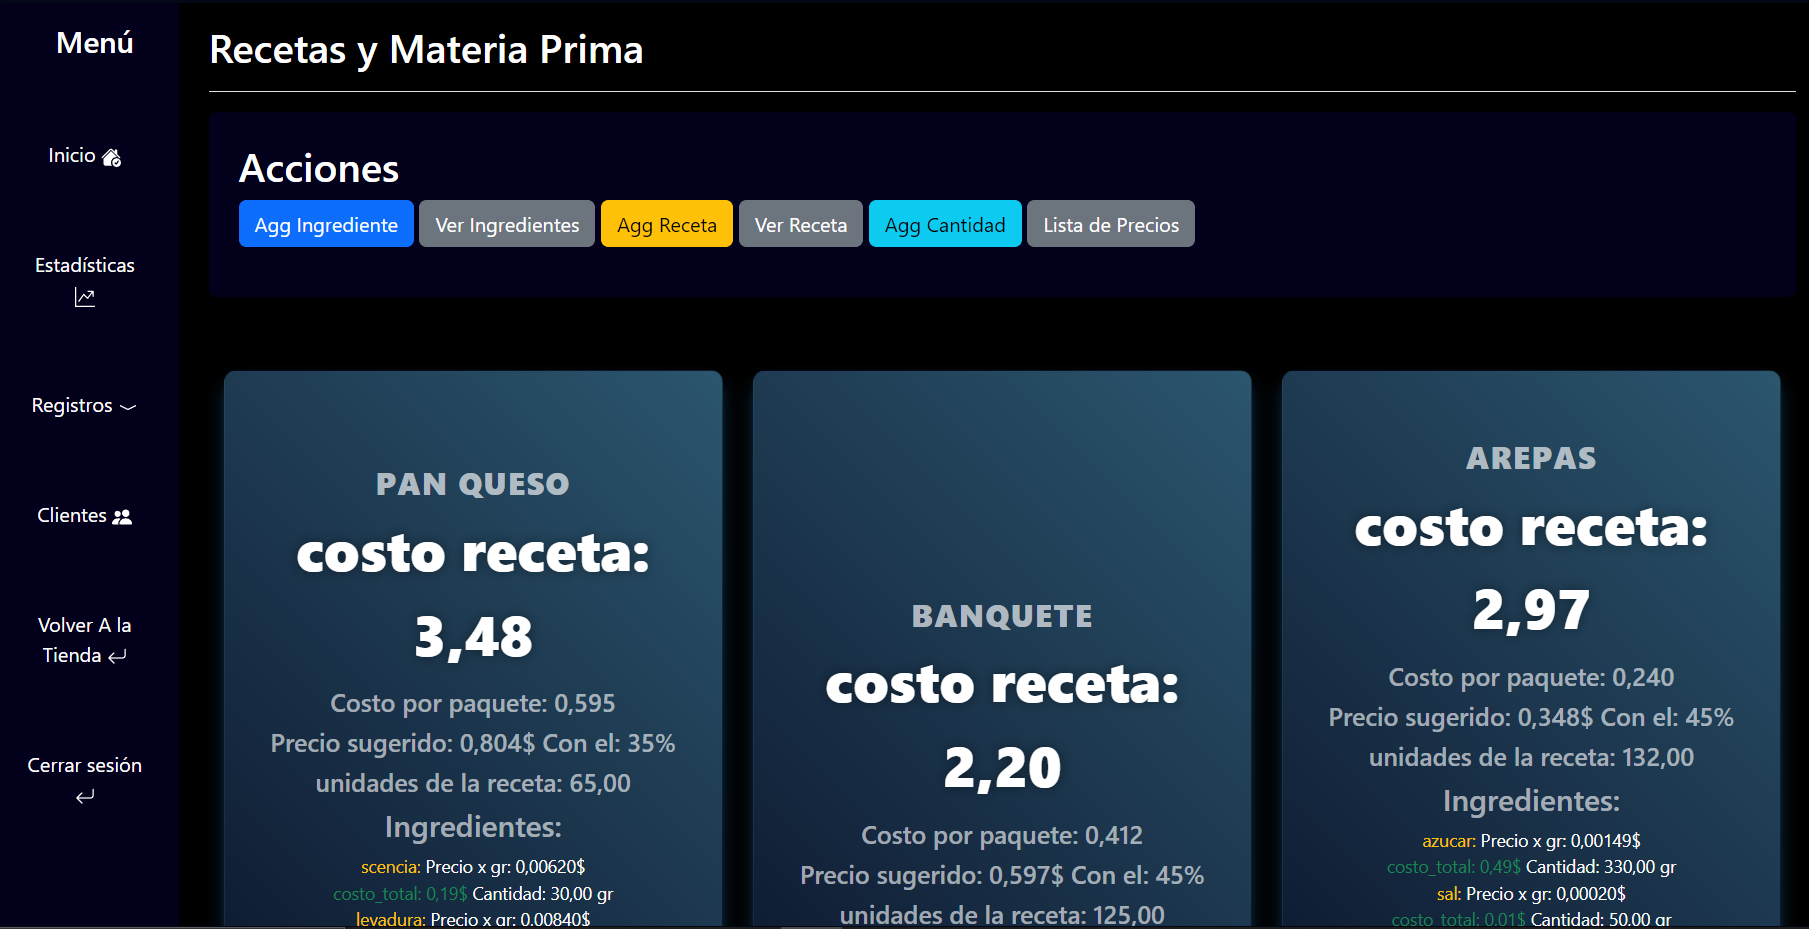 Menú
Inicio
Estadísticas
Registros
Clientes
Volver A la
Tienda
Cerrar sesión
Recetas y Materia Prima
Acciones
Agg Ingrediente
Ver Ingredientes
Agg Receta
Ver Receta
Agg Cantidad
Lista de Precios
PAN QUESO
costo receta:
3,48
Costo por paquete: 0,595
Precio sugerido: 0,804$ Con el: 35%
unidades de la receta: 65,00
Ingredientes:
scencia: Precio x gr: 0,00620$
costo_total: 0,19$ Cantidad: 30,00 gr
levadura: Precio x gr: 0,00840$
BANQUETE
costo receta:
2,20
Costo por paquete: 0,412
Precio sugerido: 0,597$ Con el: 45%
unidades de la receta: 125,00
AREPAS
costo receta:
2,97
Costo por paquete: 0,240
Precio sugerido: 0,348$ Con el: 45%
unidades de la receta: 132,00
Ingredientes:
azucar: Precio x gr: 0,00149$
costo_total: 0,49$ Cantidad: 330,00 gr
sal: Precio x gr: 0,00020$
costo_total: 0,01$ Cantidad: 50,00 gr